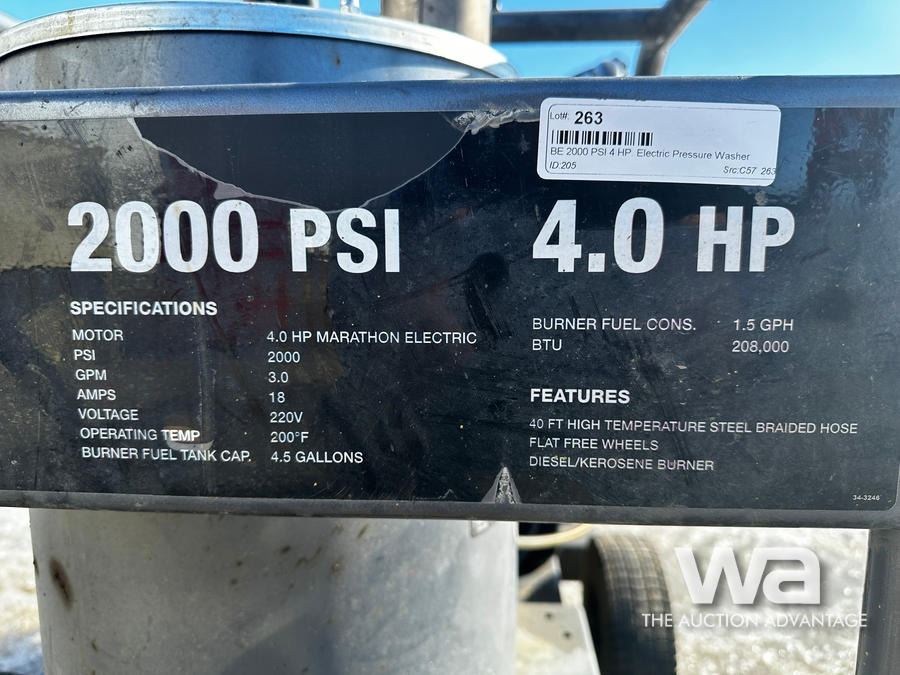 Lot#: 263
BE 2000 PSI 4 HP. Electric Pressure Washer
ID:205 Src:C57 263
2000 PSI 4.0 HP
SPECIFICATIONS
MOTOR 4.0 HP MARATHON ELECTRIC
PSI 2000
GPM 3.0
AMPS 18
VOLTAGE 220V
OPERATING TEMP 200°F
BURNER FUEL TANK CAP. 4.5 GALLONS
BURNER FUEL CONS. 1.5 GPH
BTU 208,000
FEATURES
40 FT HIGH TEMPERATURE STEEL BRAIDED HOSE
FLAT FREE WHEELS
DIESEL/KEROSENE BURNER
34-3246
wa
THE AUCTION ADVANTAGE